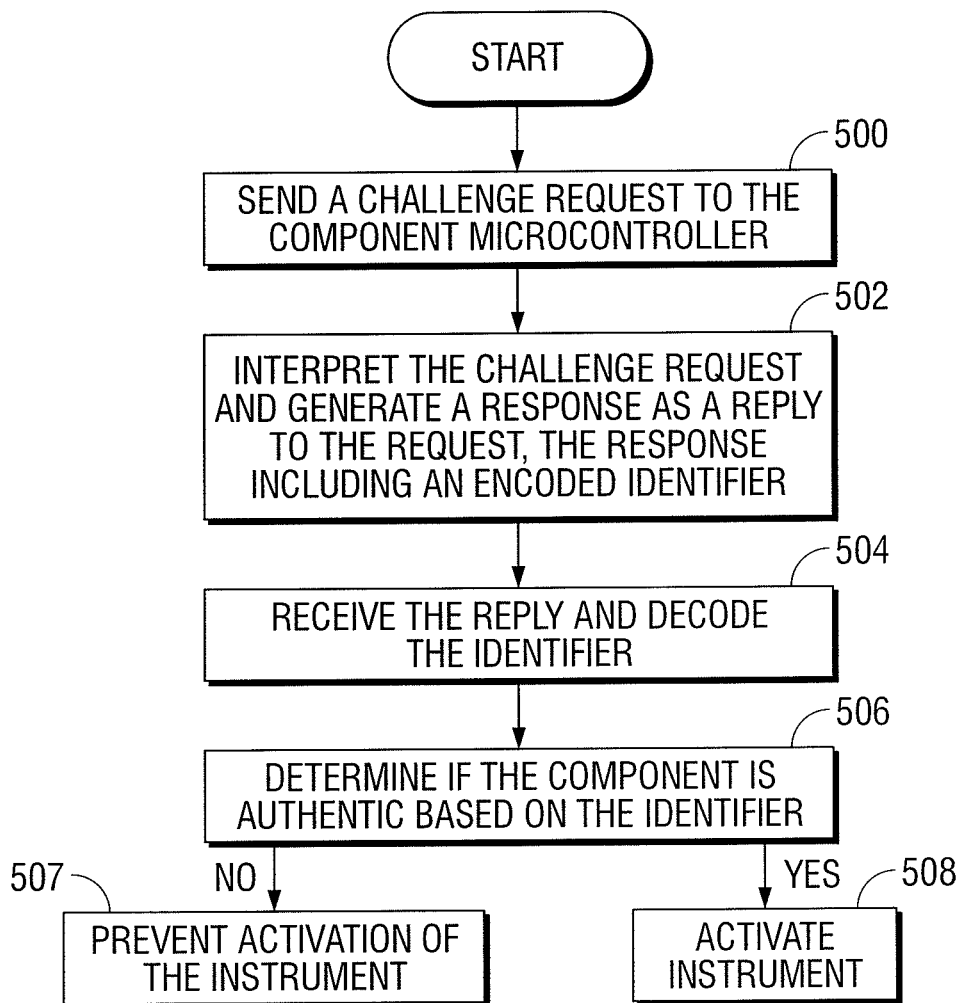 START
500
SEND A CHALLENGE REQUEST TO THE
COMPONENT MICROCONTROLLER
502
INTERPRET THE CHALLENGE REQUEST
AND GENERATE A RESPONSE AS A REPLY
TO THE REQUEST, THE RESPONSE
INCLUDING AN ENCODED IDENTIFIER
504
RECEIVE THE REPLY AND DECODE
THE IDENTIFIER
506
DETERMINE IF THE COMPONENT IS
AUTHENTIC BASED ON THE IDENTIFIER
507
NO
YES
508
PREVENT ACTIVATION OF
THE INSTRUMENT
ACTIVATE
INSTRUMENT